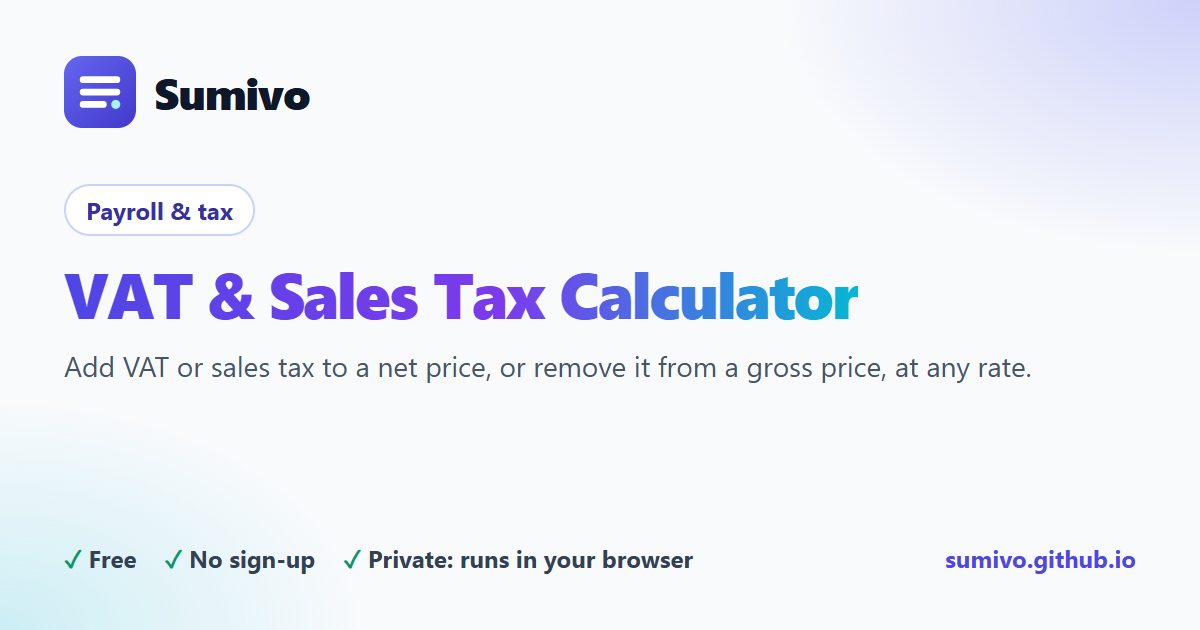 Sumivo
Payroll & tax
VAT & Sales Tax Calculator
Add VAT or sales tax to a net price, or remove it from a gross price, at any rate.
✓ Free ✓ No sign-up ✓ Private: runs in your browser
sumivo.github.io